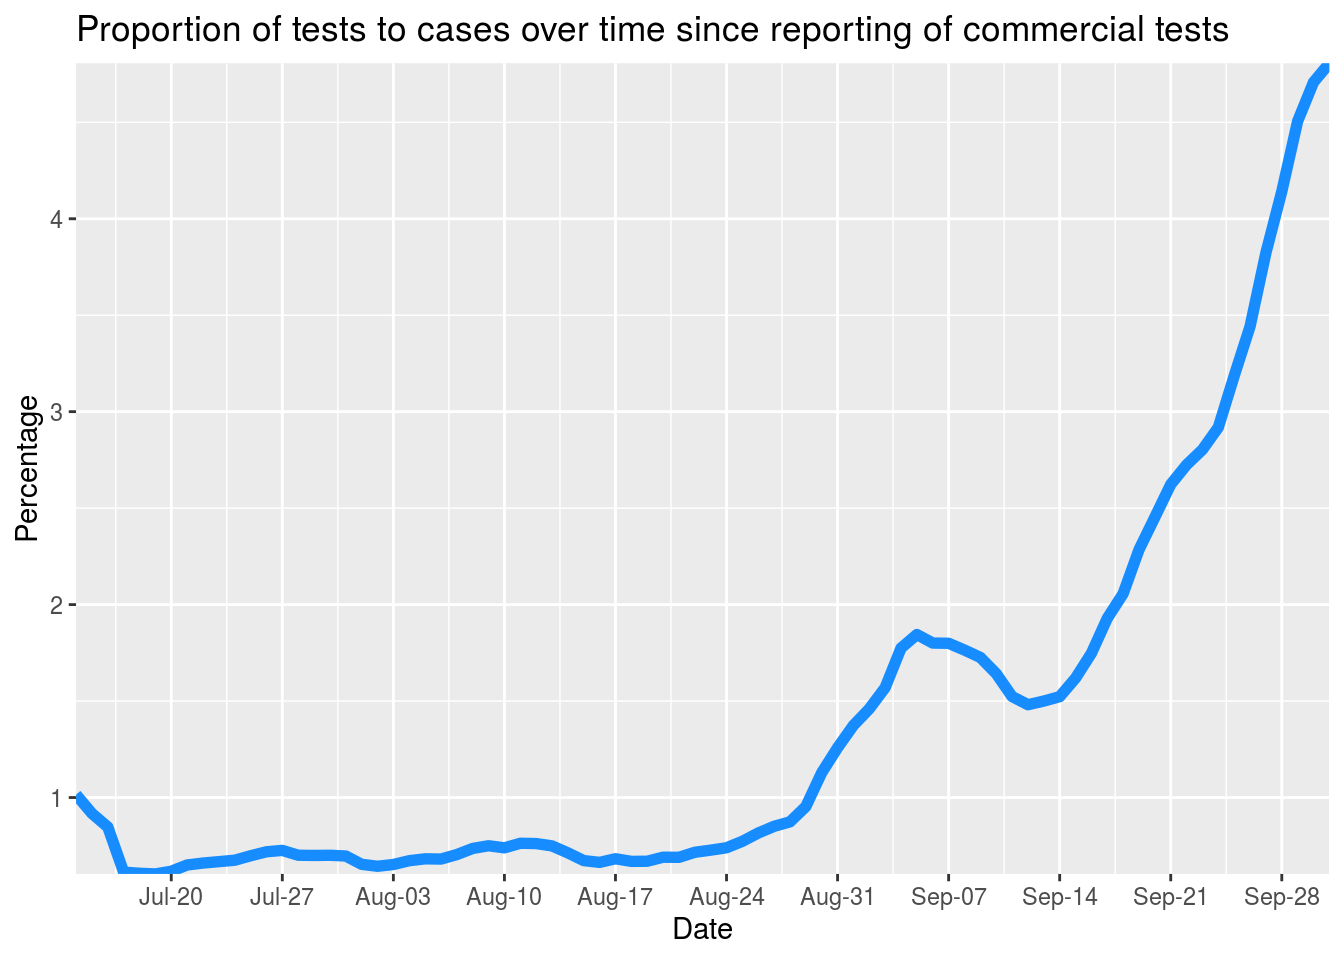 Proportion of tests to cases over time since reporting of commercial tests
Percentage
4
3
2
1
Jul-20 Jul-27 Aug-03 Aug-10 Aug-17 Aug-24 Aug-31 Sep-07 Sep-14 Sep-21 Sep-28
Date